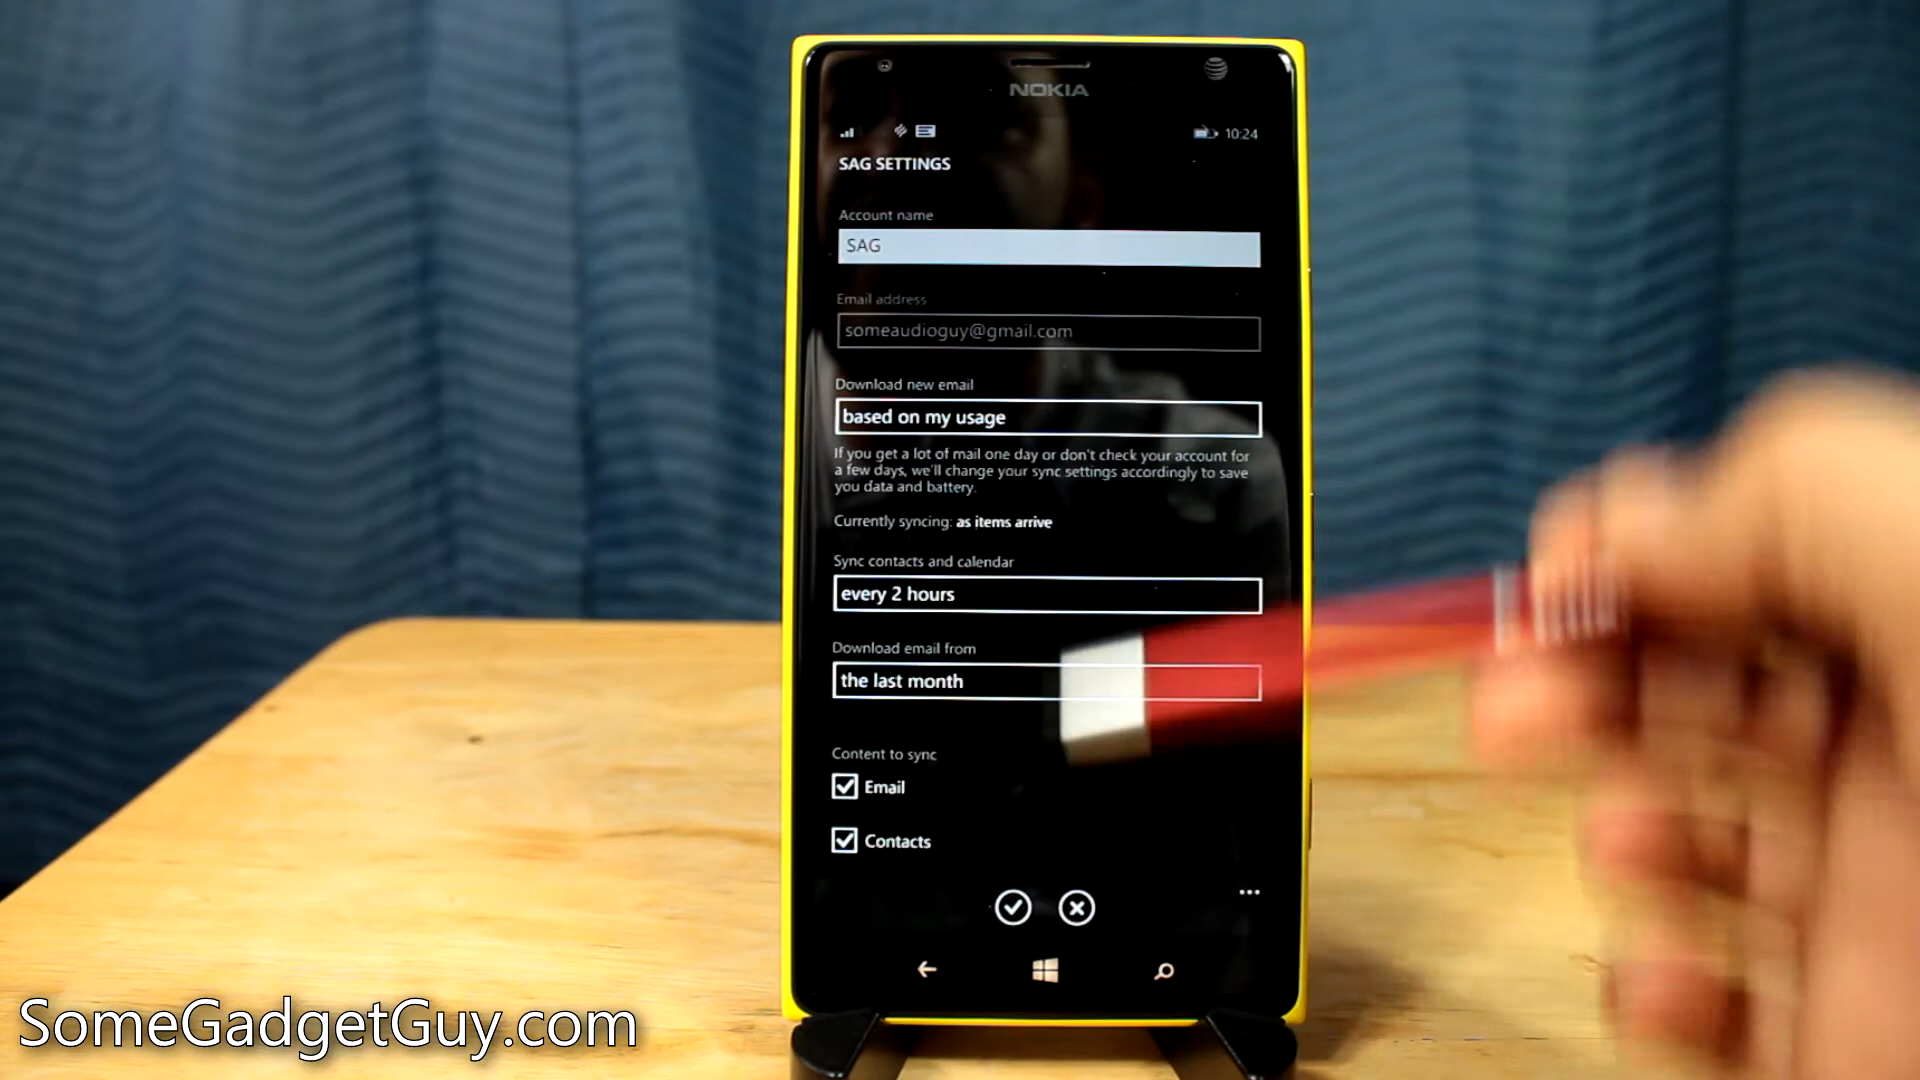 NOKIA
10:24
SAG SETTINGS
Account name
SAG
Email address
someaudioguy@gmail.com
Download new email
based on my usage
If you get a lot of mail one day or don't check your account for
a few days, we'll change your sync settings accordingly to save
you data and battery.
Currently syncing: as items arrive
Sync contacts and calendar
every 2 hours
Download email from
the last month
Content to sync
Email
Contacts
SomeGadgetGuy.com